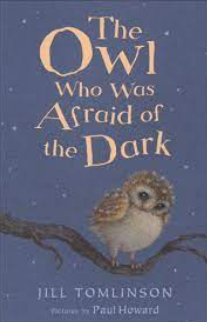 The
Owl
Who Was
Afraid of
the Dark
JILL TOMLINSON
Pictures by Paul Howard